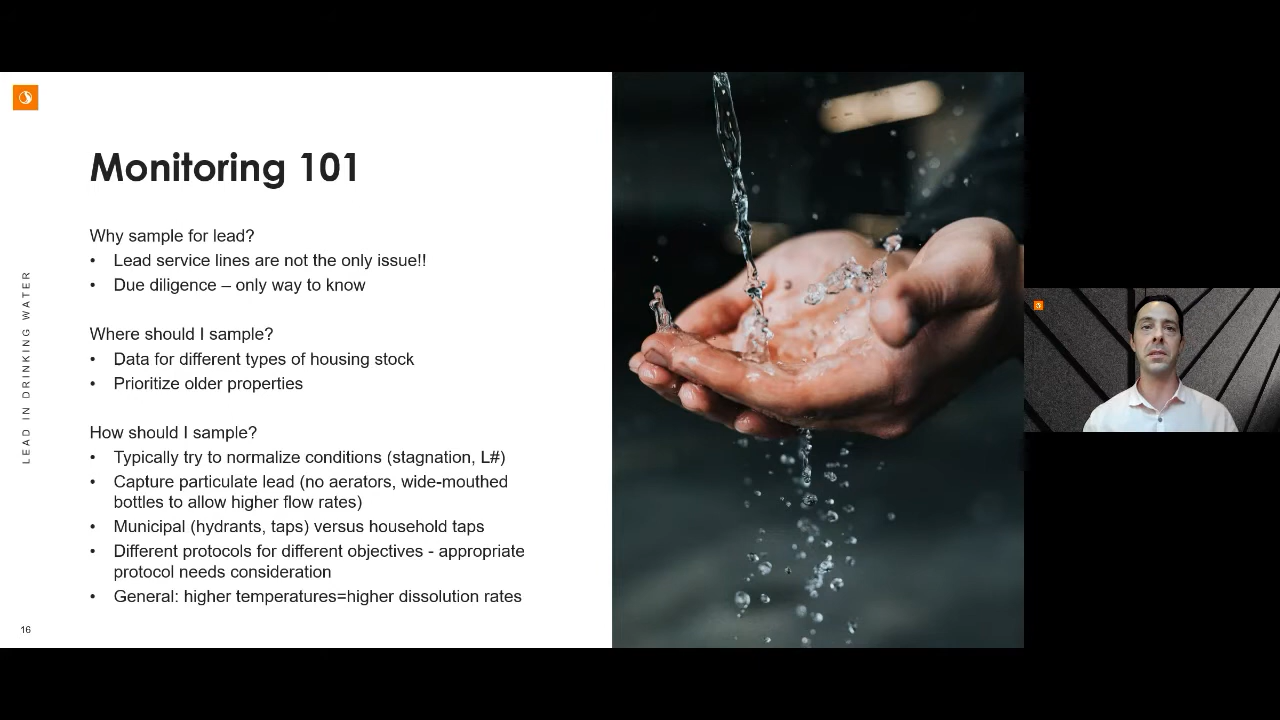 Monitoring 101
Why sample for lead?
• Lead service lines are not the only issue!!
• Due diligence – only way to know
Where should I sample?
• Data for different types of housing stock
• Prioritize older properties
How should I sample?
• Typically try to normalize conditions (stagnation, L#)
• Capture particulate lead (no aerators, wide-mouthed
bottles to allow higher flow rates)
• Municipal (hydrants, taps) versus household taps
• Different protocols for different objectives - appropriate
protocol needs consideration
• General: higher temperatures=higher dissolution rates
LEAD IN DRINKING WATER
16